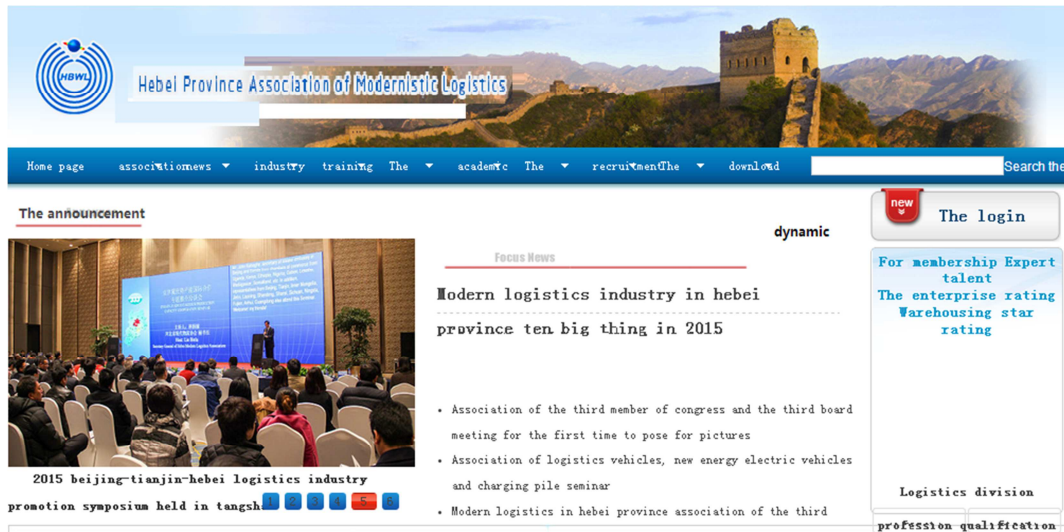 HBWL
Hebei Province Association of Modernistic Logistics
Home page associationnews industry training The academic The recruitmentThe download Search the
The announcement
new
The login
dynamic
Focus News
For membership Expert
talent
The enterprise rating
Warehousing star
rating
Modern logistics industry in hebei
province ten big thing in 2015
Association of the third member of congress and the third board
meeting for the first time to pose for pictures
Association of logistics vehicles, new energy electric vehicles
and charging pile seminar
Modern logistics in hebei province association of the third
2015 beijing-tianjin-hebei logistics industry
promotion symposium held in tangsh
1 2 3 4 5 6
Logistics division
profession qualification